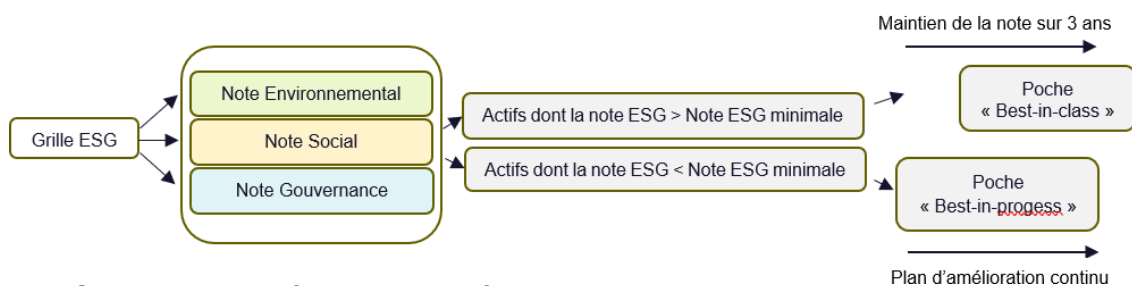 Maintien de la note sur 3 ans
Grille ESG
Note Environnemental
Note Social
Note Gouvernance
Actifs dont la note ESG > Note ESG minimale
Actifs dont la note ESG < Note ESG minimale
Poche
« Best-in-class »
Poche
« Best-in-progess »
Plan d'amélioration continu